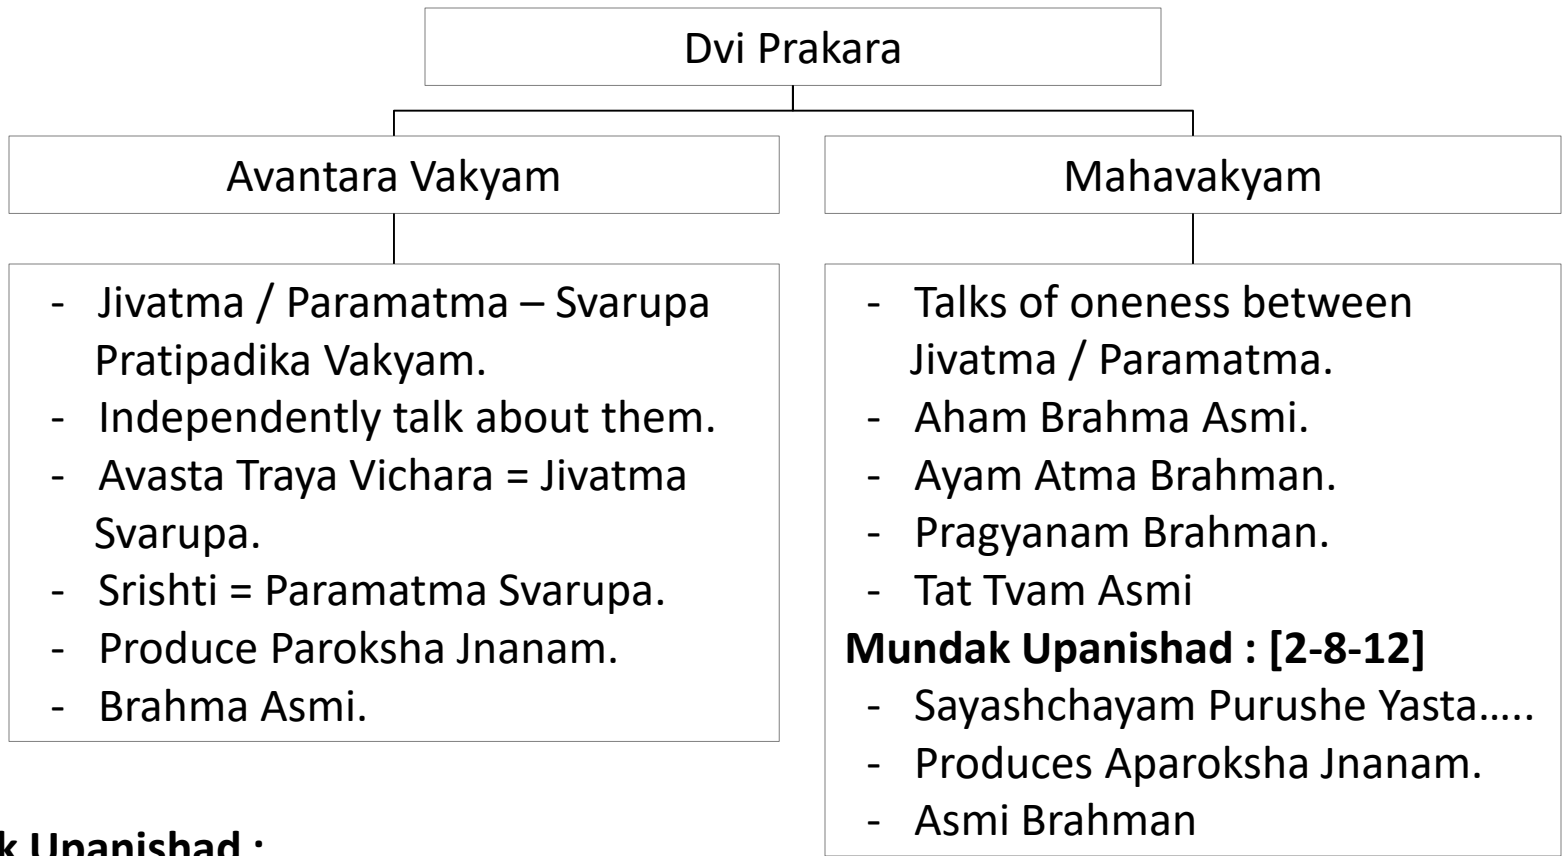 Dvi Prakara
Avantara Vakyam
- Jivatma / Paramatma – Svarupa
Pratipadika Vakyam.
- Independently talk about them.
- Avasta Traya Vichara = Jivatma
Svarupa.
- Srishti = Paramatma Svarupa.
- Produce Paroksha Jnanam.
- Brahma Asmi.
Mahavakyam
- Talks of oneness between
Jivatma / Paramatma.
- Aham Brahma Asmi.
- Ayam Atma Brahman.
- Pragyanam Brahman.
- Tat Tvam Asmi
Mundak Upanishad : [2-8-12]
- Sayashchayam Purushe Yasta…..
- Produces Aparoksha Jnanam.
- Asmi Brahman
Upanishad :